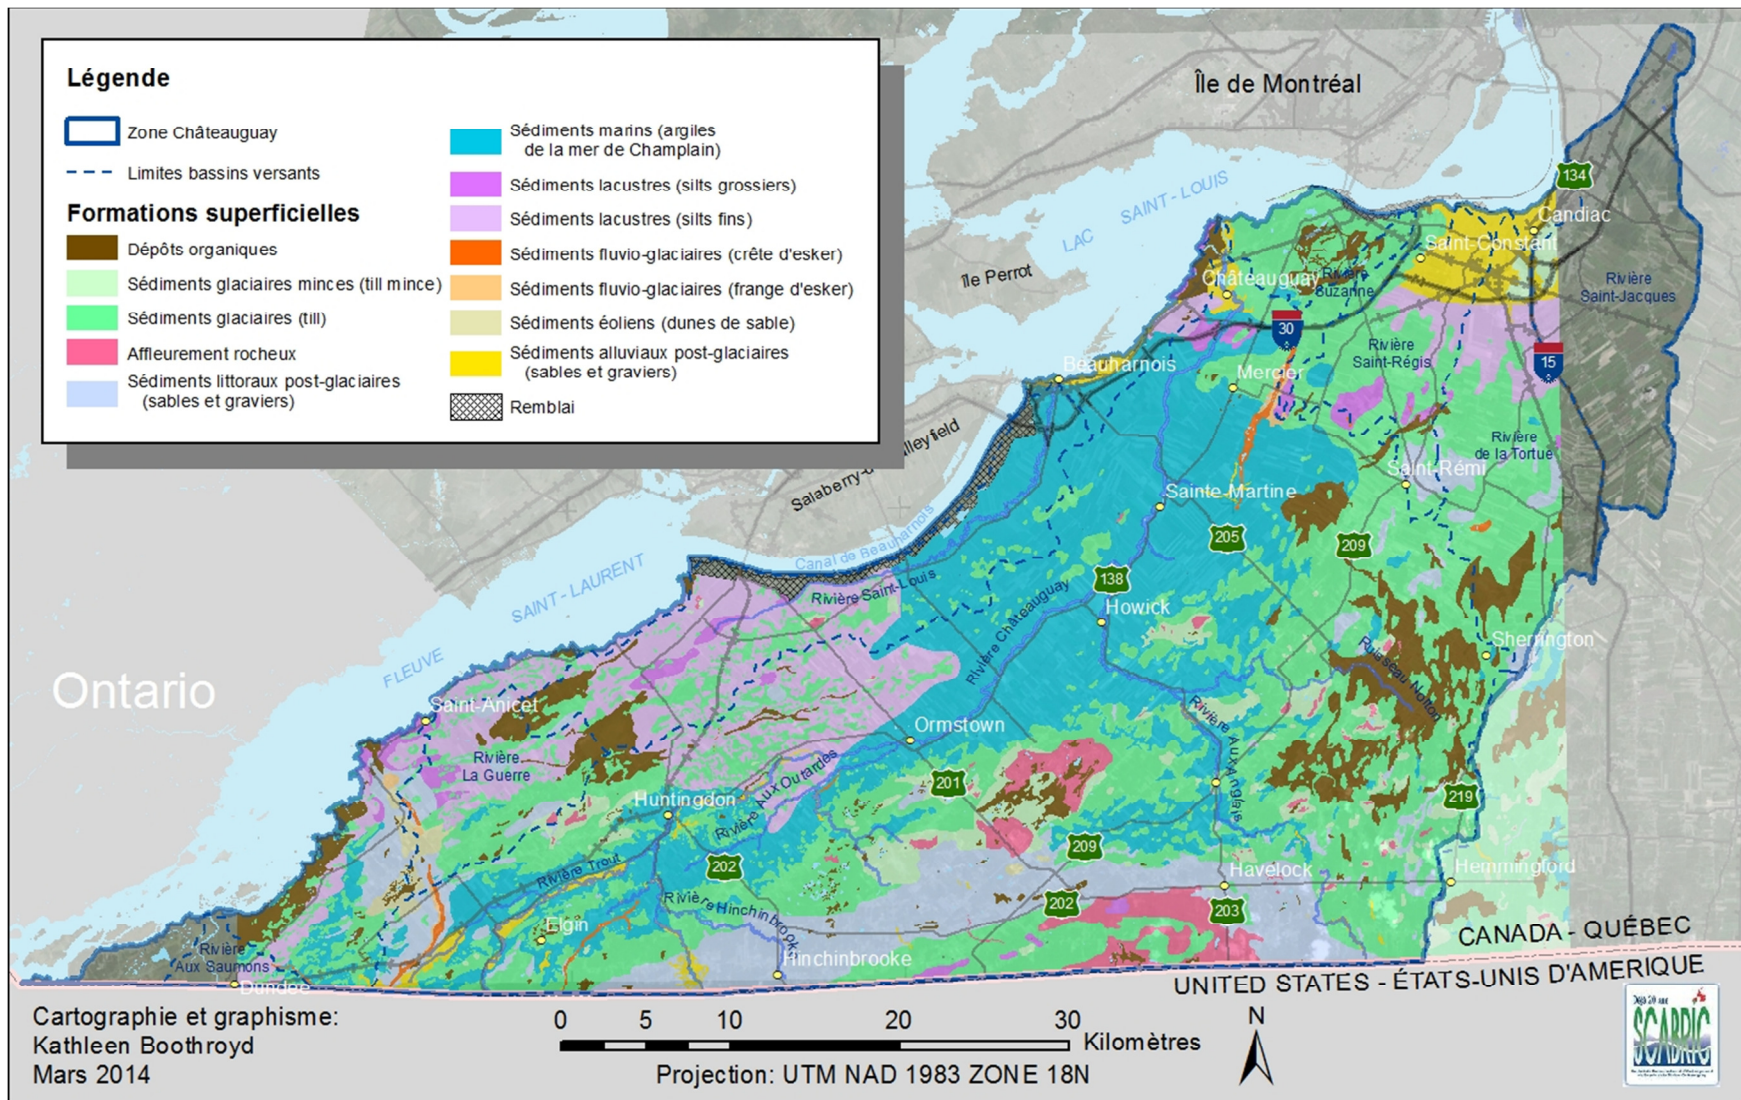 Légende
Zone Châteauguay
Limites bassins versants
Formations superficielles
Dépôts organiques
Sédiments glaciaires minces (till mince)
Sédiments glaciaires (till)
Affleurement rocheux
Sédiments littoraux post-glaciaires
(sables et graviers)
Sédiments marins (argiles
de la mer de Champlain)
Sédiments lacustres (silts grossiers)
Sédiments lacustres (silts fins)
Sédiments fluvio-glaciaires (crête d'esker)
Sédiments fluvio-glaciaires (frange d'esker)
Sédiments éoliens (dunes de sable)
Sédiments alluviaux post-glaciaires
(sables et graviers)
Remblai
Île de Montréal
134
LAC SAINT-LOUIS
Candiac
Saint-Constant
Île Perrot
Châteauguay
Rivière
Suzanne
Rivière
Saint-Jacques
30
Rivière
Saint-Régis
15
Beauharnois
Mercier
Rivière
de la Tortue
Saint-Rémi
Sainte Martine
Canal de Beauharnois
205
209
FLEUVE SAINT-LAURENT
138
Rivière Saint-Louis
Rivière Châteauguay
Howick
Sherrington
Ruisseau Norton
Ontario
Saint-Anicet
Rivière
La Guerre
Ormstown
Rivière Aux Anglais
Rivière Aux Outardes
201
Huntingdon
219
209
202
Rivière Trout
Havelock
Hemmingford
Rivière Hinchinbrook
202
203
Elgin
Rivière
Aux Saumons
Hinchinbrooke
Dundee
CANADA - QUÉBEC
UNITED STATES - ÉTATS-UNIS D'AMERIQUE
Cartographie et graphisme:
Kathleen Boothroyd
Mars 2014
0 5 10 20 30
Kilomètres
Projection: UTM NAD 1983 ZONE 18N
N
Déjà 20 ans
SCABRIC